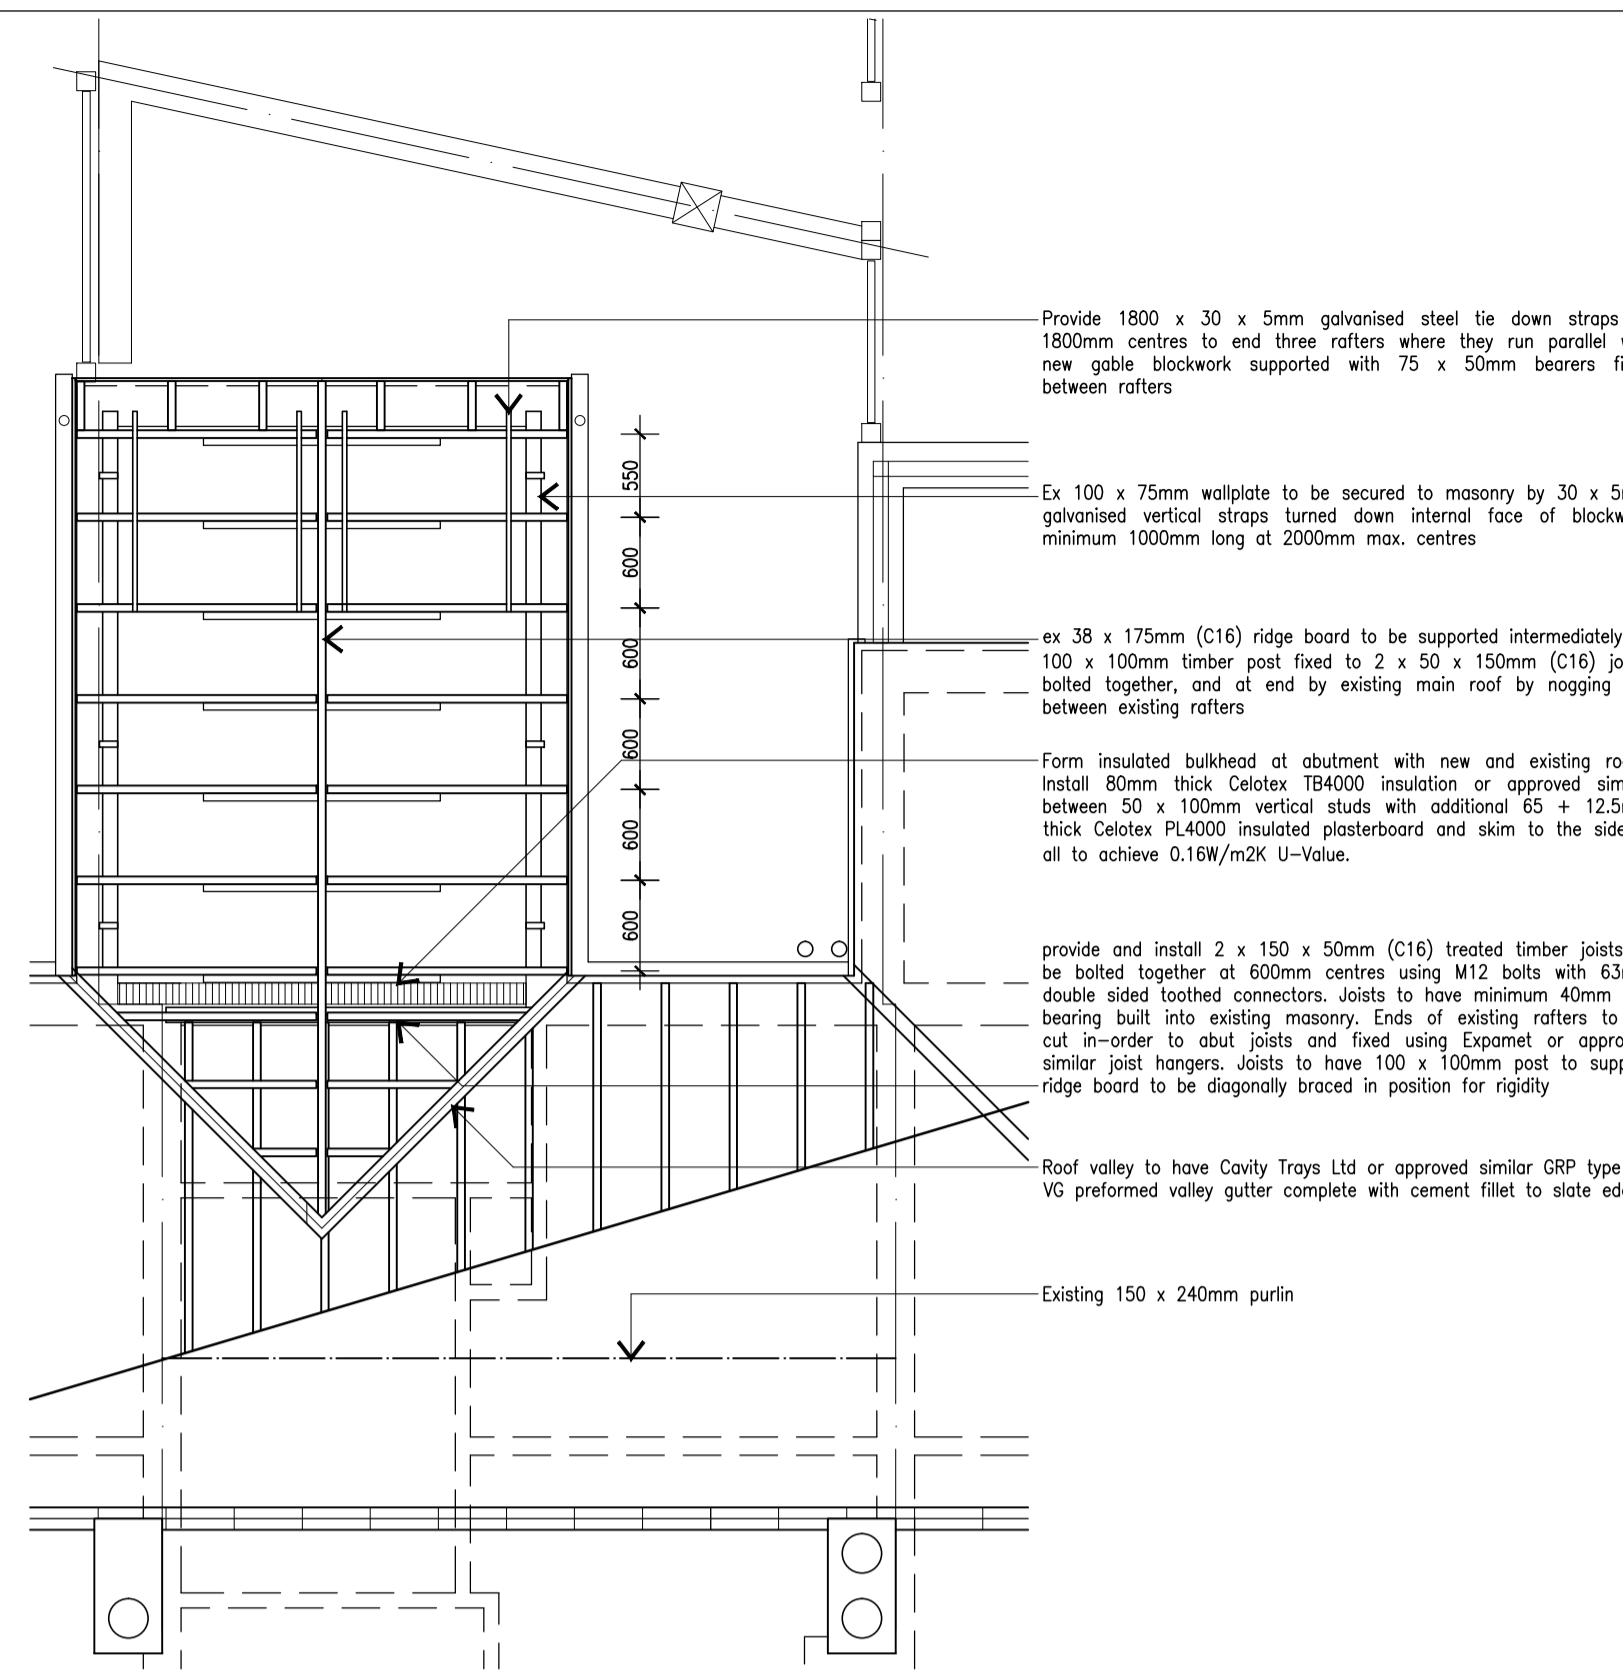 Provide 1800 x 30 x 5mm galvanised steel tie down straps
1800mm centres to end three rafters where they run parallel
new gable blockwork supported with 75 x 50mm bearers
between rafters
550
Ex 100 x 75mm wallplate to be secured to masonry by 30 x
galvanised vertical straps turned down internal face of
minimum 1000mm long at 2000mm max. centres
600
600
ex 38 x 175mm (C16) ridge board to be supported intermediately
100 x 100mm timber post fixed to 2 x 50 x 150mm (C16)
bolted together, and at end by existing main roof by nogging
between existing rafters
600
Form insulated bulkhead at abutment with new and existing
Install 80mm thick Celotex TB4000 insulation or approved
between 50 x 100mm vertical studs with additional 65 +
thick Celotex PL4000 insulated plasterboard and skim to the
all to achieve 0.16W/m2K U-Value.
600
600
provide and install 2 x 150 x 50mm (C16) treated timber joists
be bolted together at 600mm centres using M12 bolts with
double sided toothed connectors. Joists to have minimum 40mm
bearing built into existing masonry. Ends of existing rafters to
cut in-order to abut joists and fixed using Expamet or
similar joist hangers. Joists to have 100 x 100mm post to
ridge board to be diagonally braced in position for rigidity
Roof valley to have Cavity Trays Ltd or approved similar GRP type
VG preformed valley gutter complete with cement fillet to slate
Existing 150 x 240mm purlin